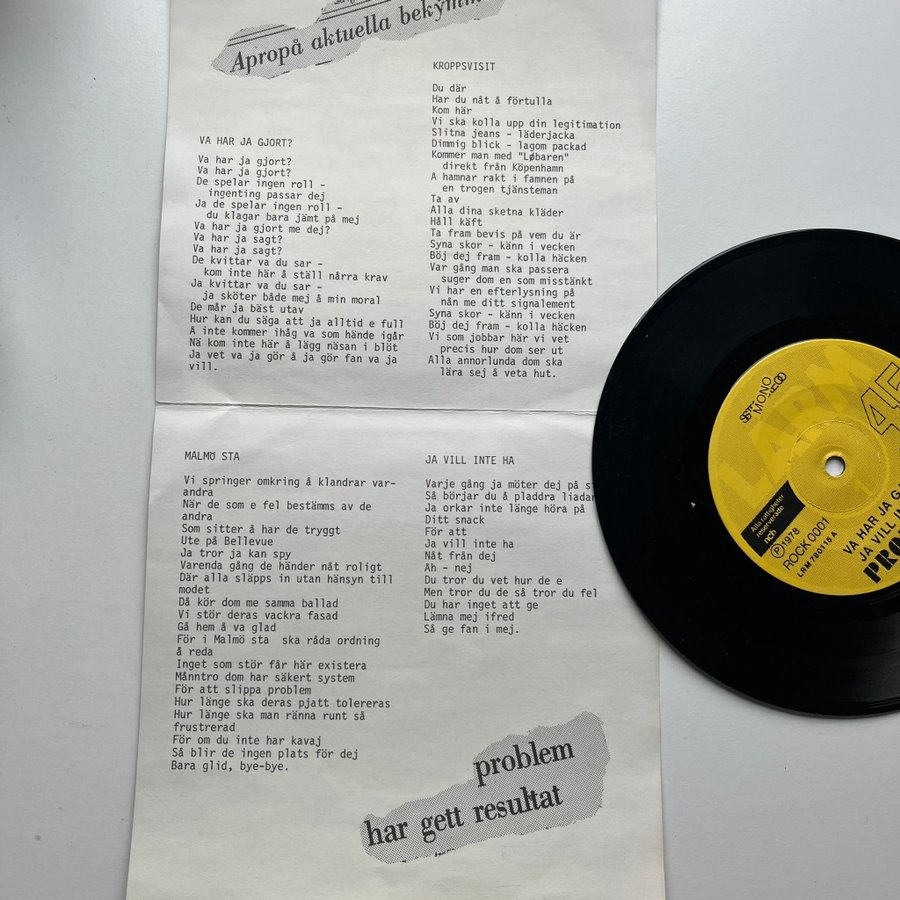 Apropå aktuella
KROPPSVISIT
Du där
Har du nåt å förtulla
Kom här
Vi ska kolla upp din legitimation
Slitna jeans - läderjacka
Dimmig blick - lagom packad
Kommer man med "Løbaren"
direkt från Köpenhamn
A hamnar rakt i famnen på
en trogen tjänsteman
Ta av
Alla dina sketna kläder
Håll käft
Ta fram bevis på vem du är
Syna skor - känn i vecken
Böj dej fram - kolla häcken
Var gång man ska passera
suger dom en som misstänkt
Vi har en efterlysning på
nån me ditt signalement
Syna skor - känn i vecken
Böj dej fram - kolla häcken
Vi som jobbar här vi vet
precis hur dom ser ut
Alla annorlunda dom ska
lära sej å veta hut.
VA HAR JA GJORT?
Va har ja gjort?
Va har ja gjort?
De spelar ingen roll -
ingenting passar dej
Ja de spelar ingen roll -
du klagar bara jämt på mej
Va har ja gjort me dej?
Va har ja sagt?
Va har ja sagt?
De kvittar va du sar -
kom inte här å ställ nårra krav
Ja kvittar va du sar -
ja sköter både mej å min moral
De mår ja bäst utav
Hur kan du säga att ja alltid e full
A inte kommer ihåg va som hände igår
Nä kom inte här å lägg näsan i blöt
Ja vet va ja gör å ja gör fan va ja
vill.
MALMÖ STA
Vi springer omkring å klandrar var-
andra
När de som e fel bestämms av de
andra
Som sitter å har de tryggt
Ute på Bellevue
Ja tror ja kan spy
Varenda gång de händer nåt roligt
Där alla släpps in utan hänsyn till
modet
Då kör dom me samma ballad
Vi stör deras vackra fasad
Gå hem å va glad
För i Malmö sta ska råda ordning
å reda
Inget som stör får här existera
Månntro dom har säkert system
För att slippa problem
Hur länge ska deras pjatt tolereras
Hur länge ska man ränna runt så
frustrerad
För om du inte har kavaj
Så blir de ingen plats för dej
Bara glid, bye-bye.
JA VILL INTE HA
Varje gång ja möter dej på
Så börjar du å pladdra
Ja orkar inte länge höra på
Ditt snack
För att
Ja vill inte ha
Nåt från dej
Ah - nej
Du tror du vet hur de e
Men tror du de så tror du fel
Du har inget att ge
Lämna mej ifred
Så ge fan i mej.
problem
har gett resultat
MONO
LARM
45
Alla rättigheter
reserverade
ncb
Ⓟ1978
ROCK 0001
LRM 780115 A
VA HAR JA
JA VILL